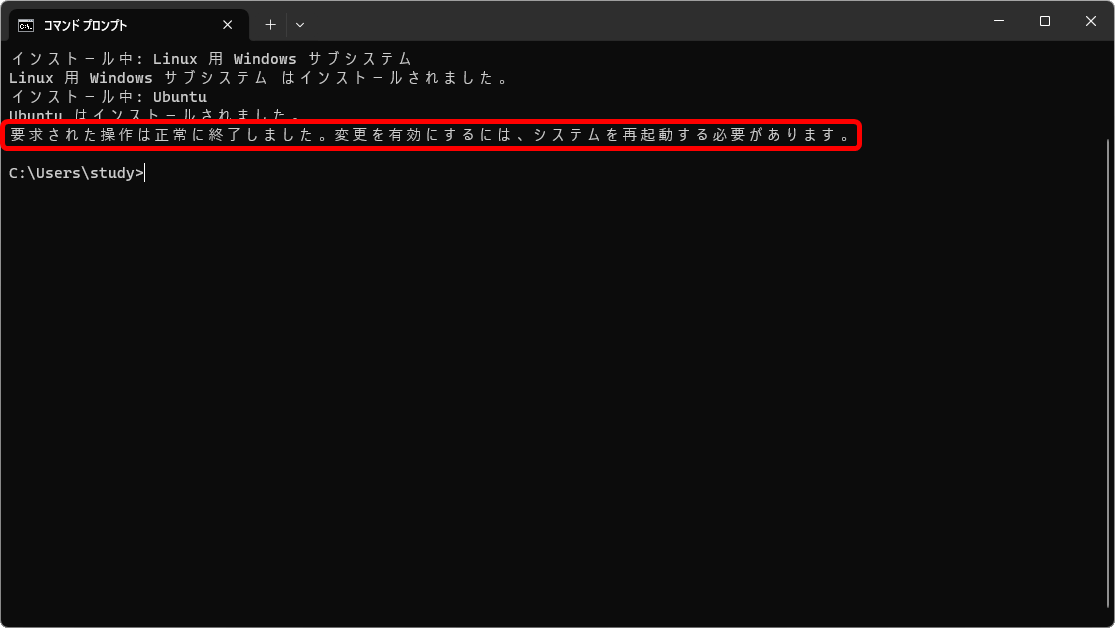 コマンド プロンプト
インストール中: Linux 用 Windows サブシステム
Linux 用 Windows サブシステム はインストールされました。
インストール中: Ubuntu
Ubuntu はインストールされました。
要求された操作は正常に終了しました。変更を有効にするには、システムを再起動する必要があります。
C:\Users\study>